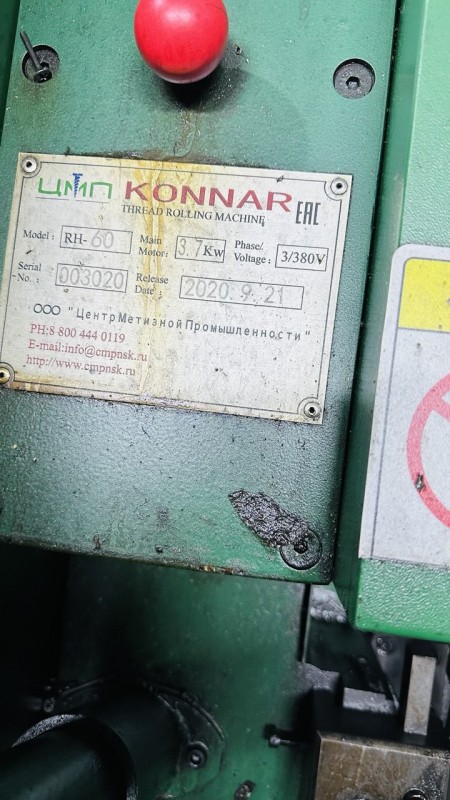 ЦМП KONNAR EAC
THREAD ROLLING MACHINE
Model: RH-60 Main Motor: 3.7Kw Phase/. Voltage: 3/380V
Serial No.: 003020 Release Date: 2020.9.21
ООО "ЦентрМетизнойПромышленности"
PH:8 800 444 0119
E-mail:info@cmpnsk.ru
http://www.cmpnsk.ru